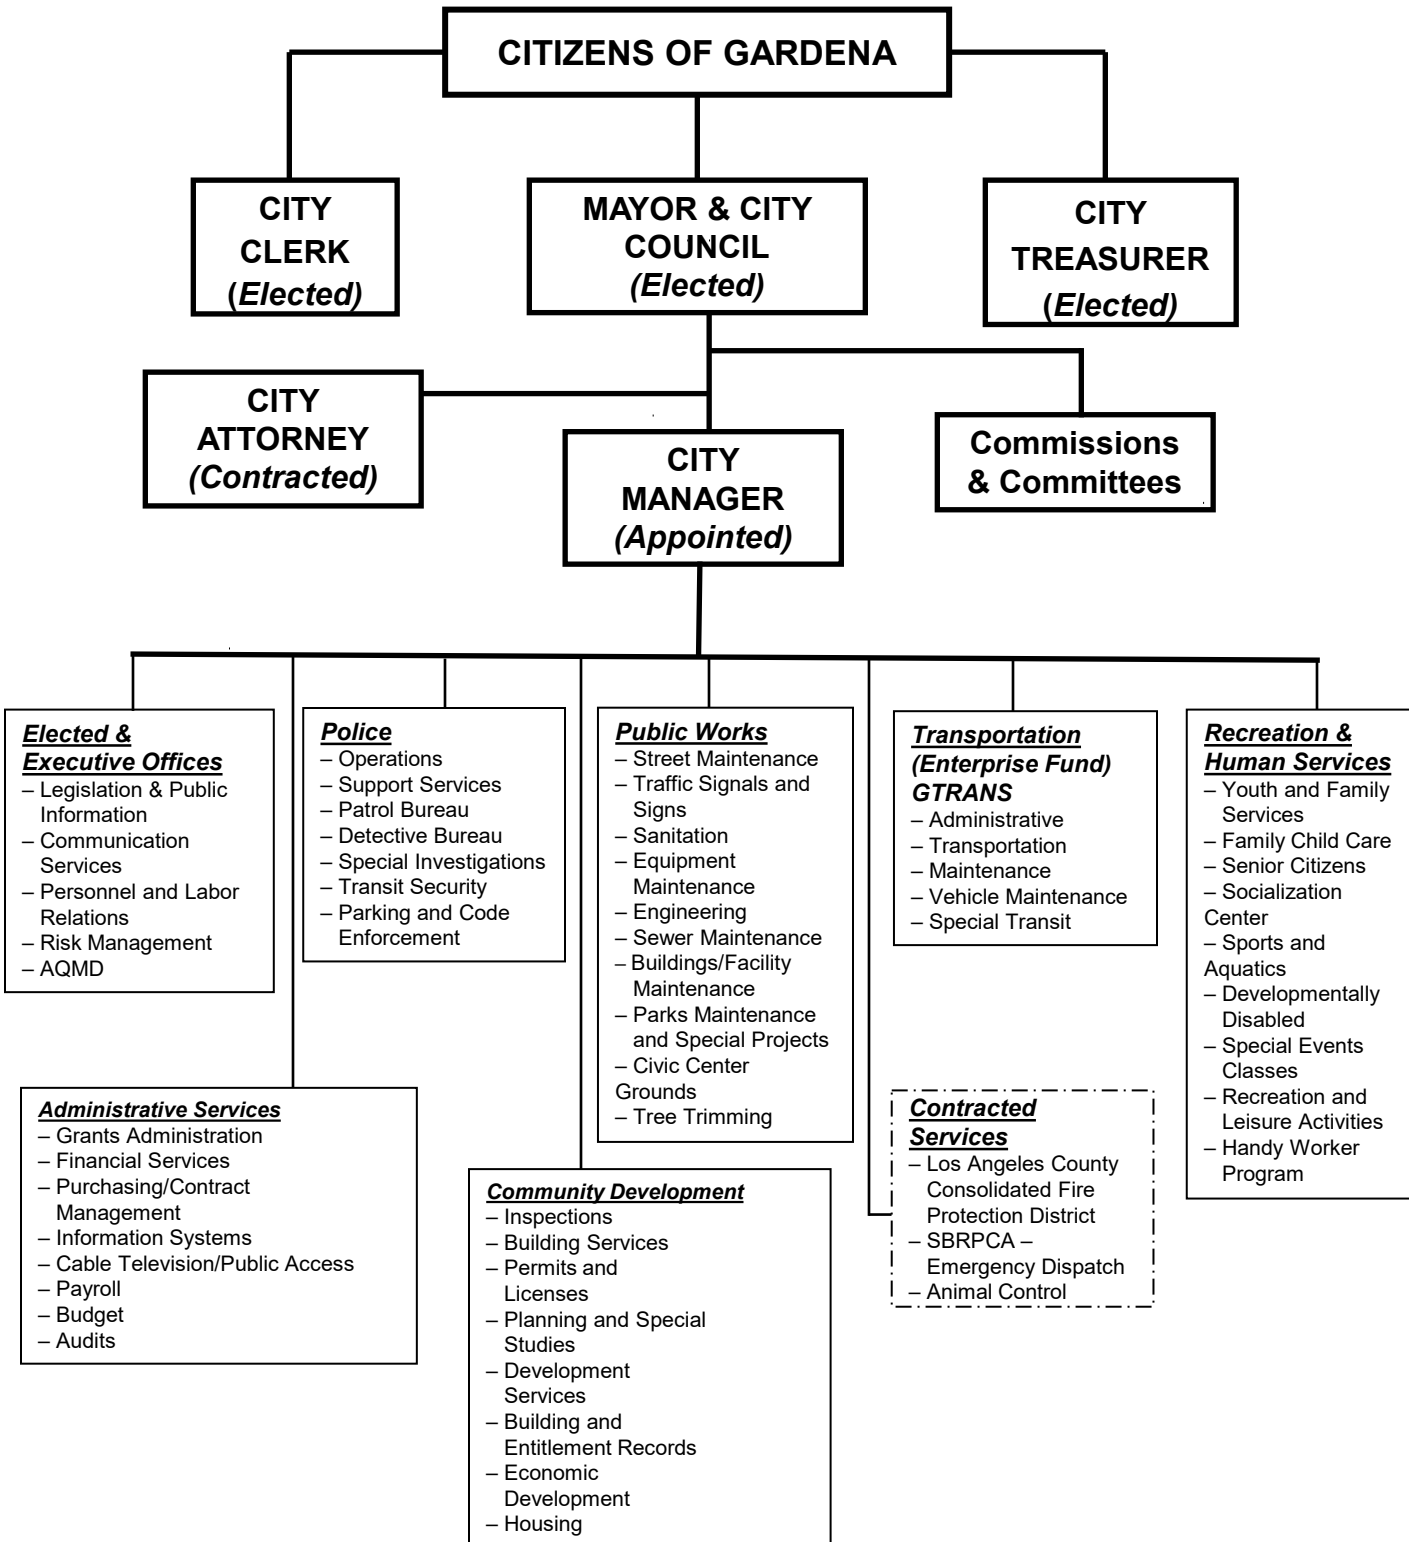 CITIZENS OF GARDENA
CITY
CLERK
(Elected)
MAYOR & CITY
COUNCIL
(Elected)
CITY
TREASURER
(Elected)
CITY
ATTORNEY
(Contracted)
CITY
MANAGER
(Appointed)
Commissions
& Committees
Elected &
Executive Offices
– Legislation & Public
Information
– Communication
Services
– Personnel and Labor
Relations
– Risk Management
– AQMD
Police
– Operations
– Support Services
– Patrol Bureau
– Detective Bureau
– Special Investigations
– Transit Security
– Parking and Code
Enforcement
Public Works
– Street Maintenance
– Traffic Signals and
Signs
– Sanitation
– Equipment
Maintenance
– Engineering
– Sewer Maintenance
– Buildings/Facility
Maintenance
– Parks Maintenance
and Special Projects
– Civic Center
Grounds
– Tree Trimming
Transportation
(Enterprise Fund)
GTRANS
– Administrative
– Transportation
– Maintenance
– Vehicle Maintenance
– Special Transit
Recreation &
Human Services
– Youth and Family
Services
– Family Child Care
– Senior Citizens
– Socialization
Center
– Sports and
Aquatics
– Developmentally
Disabled
– Special Events
Classes
– Recreation and
Leisure Activities
– Handy Worker
Program
Administrative Services
– Grants Administration
– Financial Services
– Purchasing/Contract
Management
– Information Systems
– Cable Television/Public Access
– Payroll
– Budget
– Audits
Community Development
– Inspections
– Building Services
– Permits and
Licenses
– Planning and Special
Studies
– Development
Services
– Building and
Entitlement Records
– Economic
Development
– Housing
Contracted
Services
– Los Angeles County
Consolidated Fire
Protection District
– SBRPCA –
Emergency Dispatch
– Animal Control